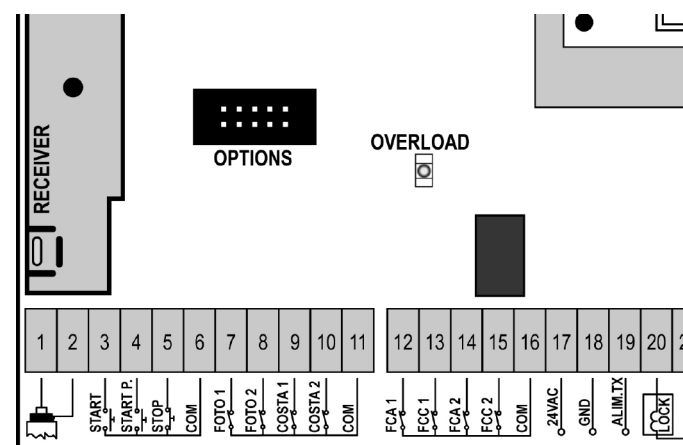 RECEIVER
OPTIONS
OVERLOAD
1 2 3 4 5 6 7 8 9 10 11 12 13 14 15 16 17 18 19 20
START
START P.
STOP
COM
FOTO 1
FOTO 2
COSTA 1
COSTA 2
COM
FCA 1
FCC 1
FCA 2
FCC 2
COM
24VAC
GND
ALIM.TX
LOCK